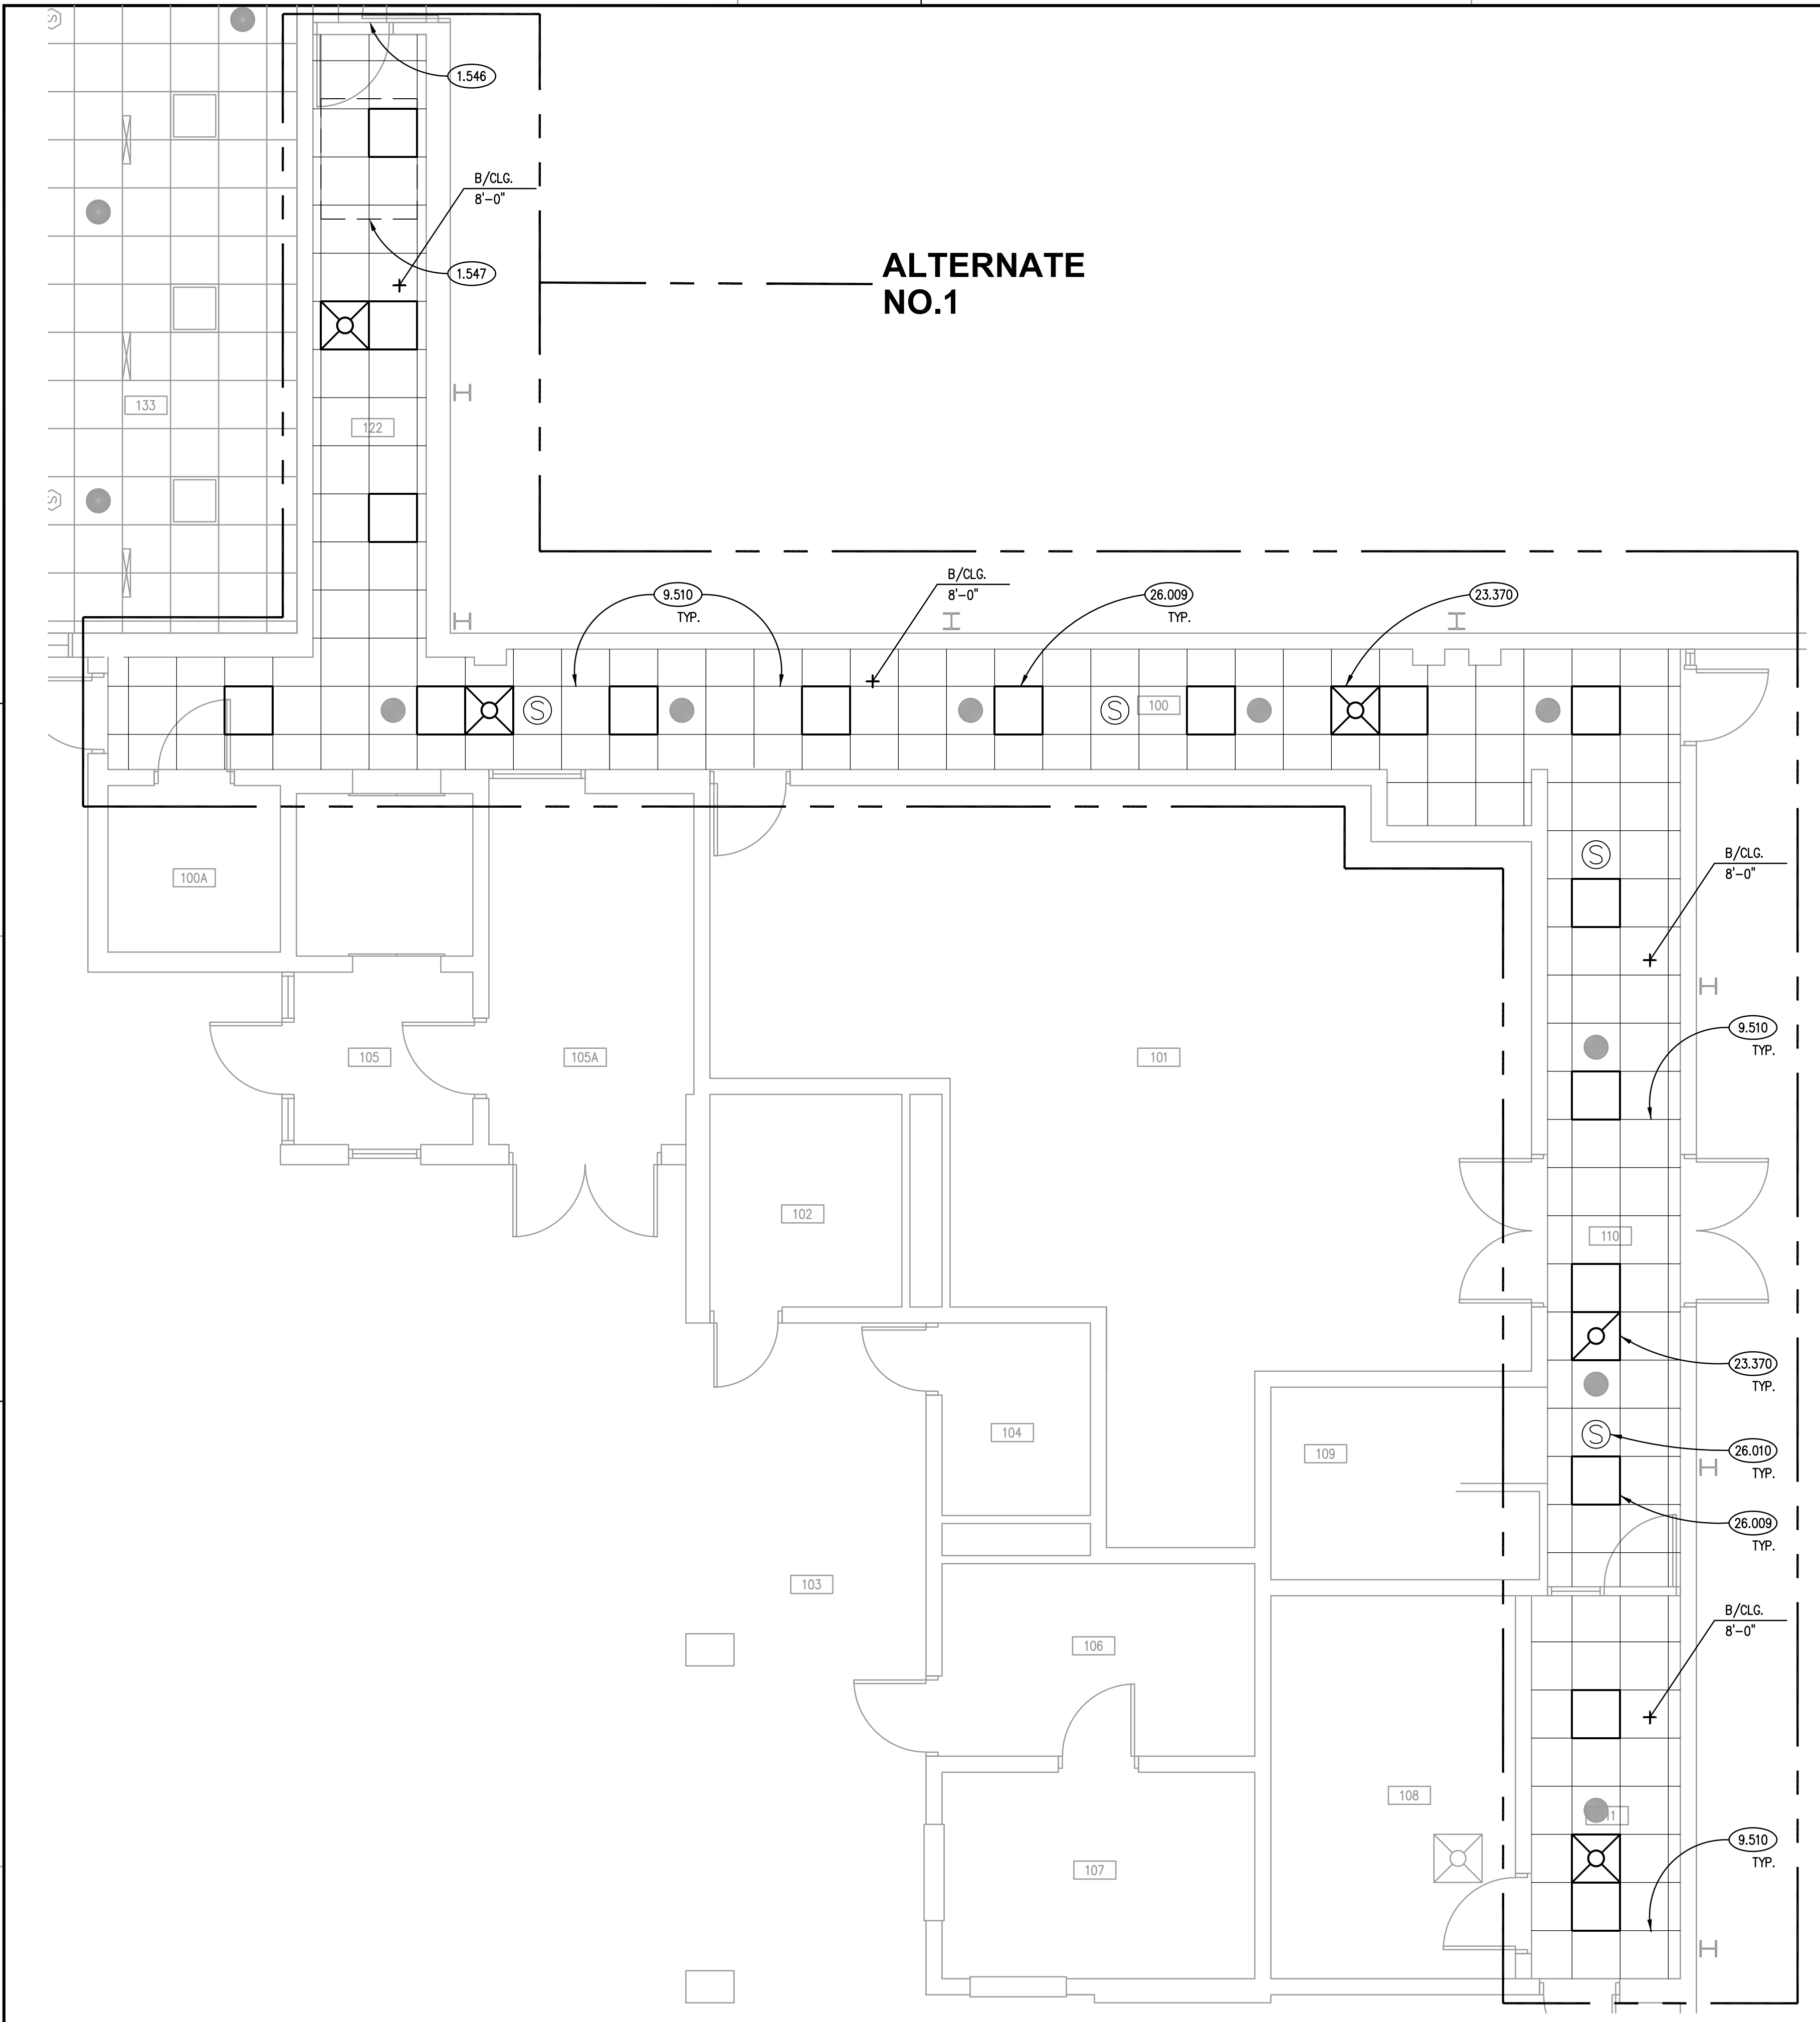 S
1.546
B/CLG.
8'-0"
1.547
ALTERNATE
NO.1
133
122
S
9.510
TYP.
B/CLG.
8'-0"
26.009
TYP.
23.370
S
S
100
S
B/CLG.
8'-0"
100A
9.510
TYP.
105
105A
101
102
110
23.370
TYP.
S
26.010
TYP.
104
109
26.009
TYP.
103
B/CLG.
8'-0"
106
108
9.510
TYP.
107